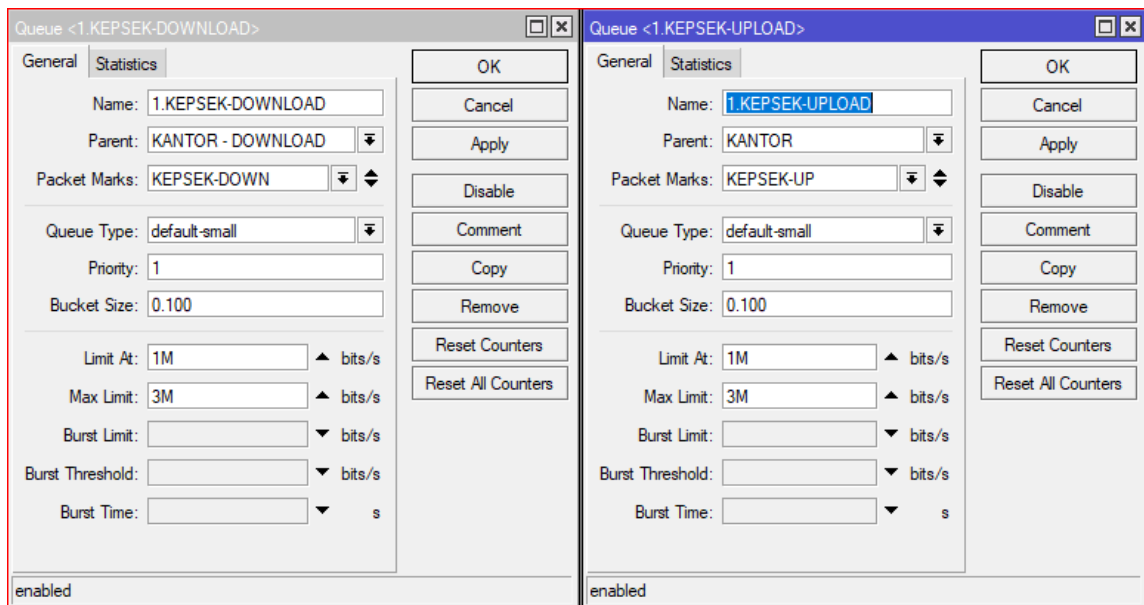 Queue <1.KEPSEK-DOWNLOAD>
General Statistics
Name: 1.KEPSEK-DOWNLOAD
Parent: KANTOR - DOWNLOAD
Packet Marks: KEPSEK-DOWN
Queue Type: default-small
Priority: 1
Bucket Size: 0.100
Limit At: 1M bits/s
Max Limit: 3M bits/s
Burst Limit: bits/s
Burst Threshold: bits/s
Burst Time: s
OK
Cancel
Apply
Disable
Comment
Copy
Remove
Reset Counters
Reset All Counters
enabled
Queue <1.KEPSEK-UPLOAD>
General Statistics
Name: 1.KEPSEK-UPLOAD
Parent: KANTOR
Packet Marks: KEPSEK-UP
Queue Type: default-small
Priority: 1
Bucket Size: 0.100
Limit At: 1M bits/s
Max Limit: 3M bits/s
Burst Limit: bits/s
Burst Threshold: bits/s
Burst Time: s
OK
Cancel
Apply
Disable
Comment
Copy
Remove
Reset Counters
Reset All Counters
enabled